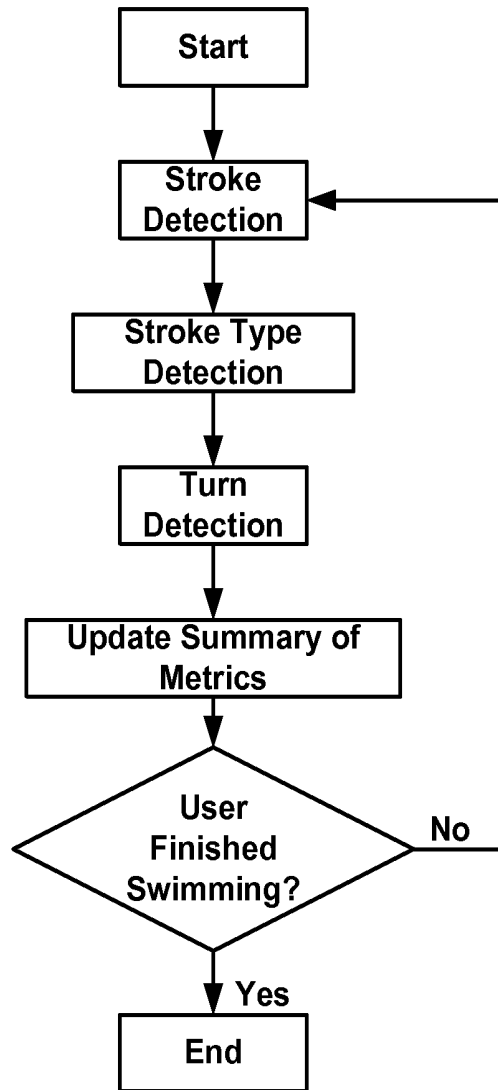 Start
Stroke
Detection
Stroke Type
Detection
Turn
Detection
Update Summary of
Metrics
User
Finished
Swimming?
No
Yes
End